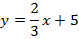 y = 2/3 x + 5